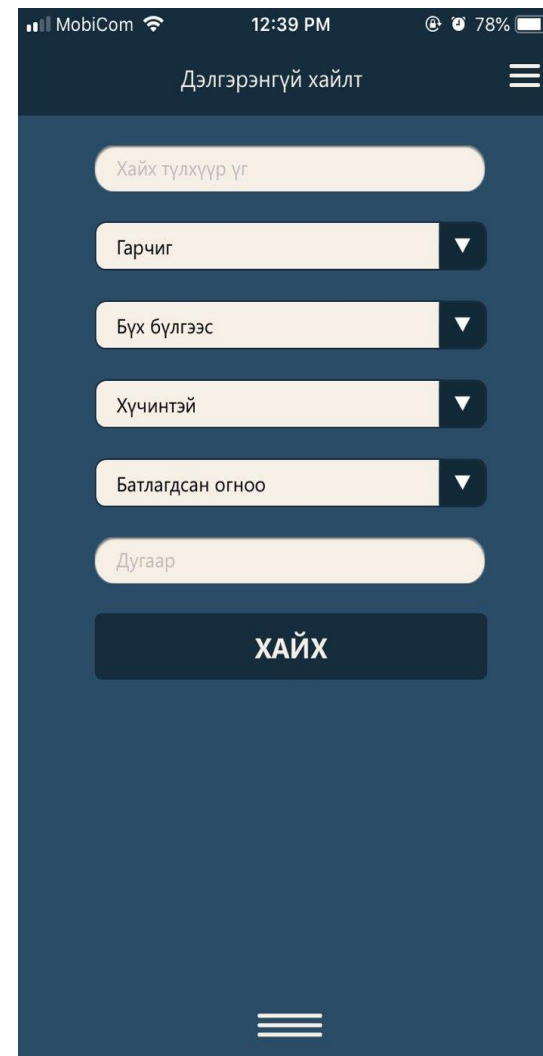 MobiCom 12:39 PM 78%
Дэлгэрэнгүй хайлт
Хайх түлхүүр үг
Гарчиг
Бүх бүлгээс
Хүчинтэй
Батлагдсан огноо
Дугаар
ХАЙХ